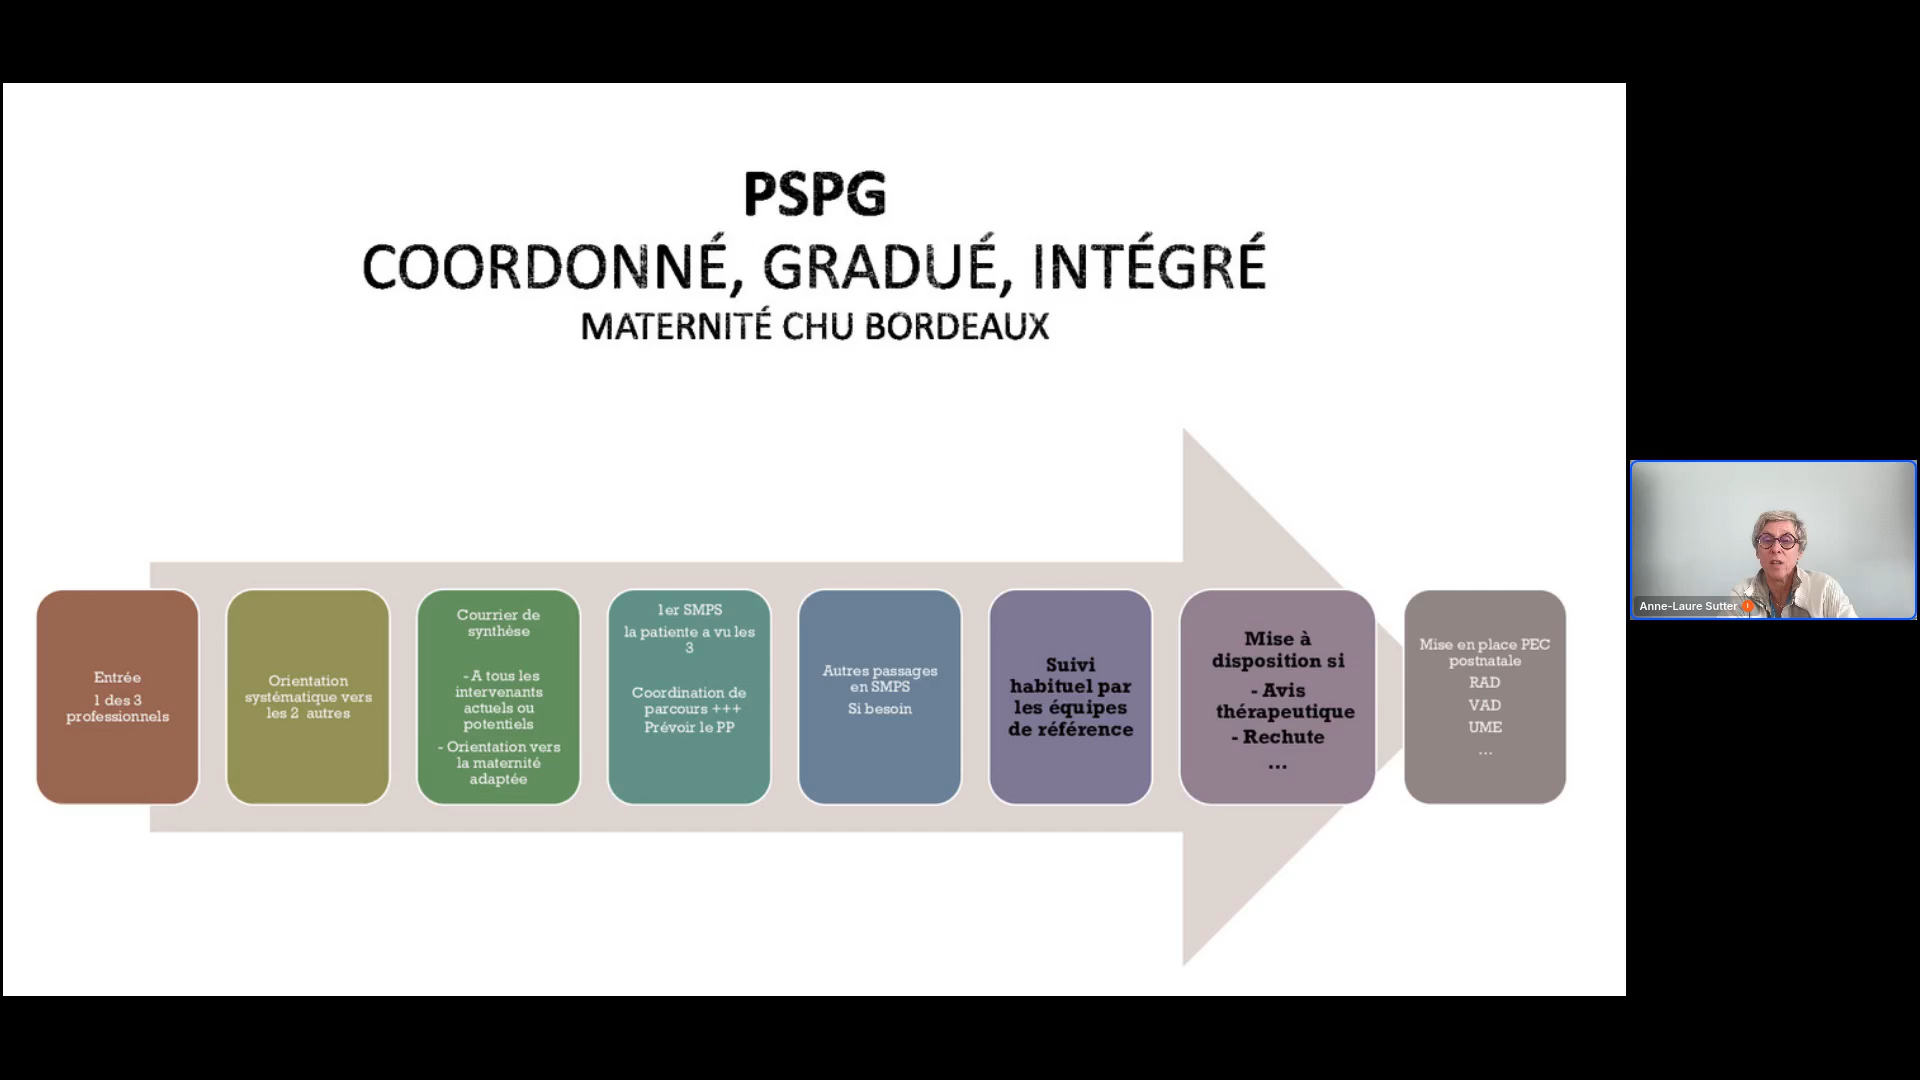 PSPG
COORDONNÉ, GRADUÉ, INTÉGRÉ
MATERNITÉ CHU BORDEAUX
Entrée
1 des 3
professionnels
Orientation
systématique vers
les 2 autres
Courrier de
synthèse
- A tous les
intervenants
actuels ou
potentiels
- Orientation vers
la maternité
adaptée
1er SMPS
la patiente a vu les
3
Coordination de
parcours +++
Prévoir le PP
Autres passages
en SMPS
Si besoin
Suivi
habituel par
les équipes
de référence
Mise à
disposition si
- Avis
thérapeutique
- Rechute
...
Mise en place PEC
postnatale
RAD
VAD
UME
...
Anne-Laure Sutter